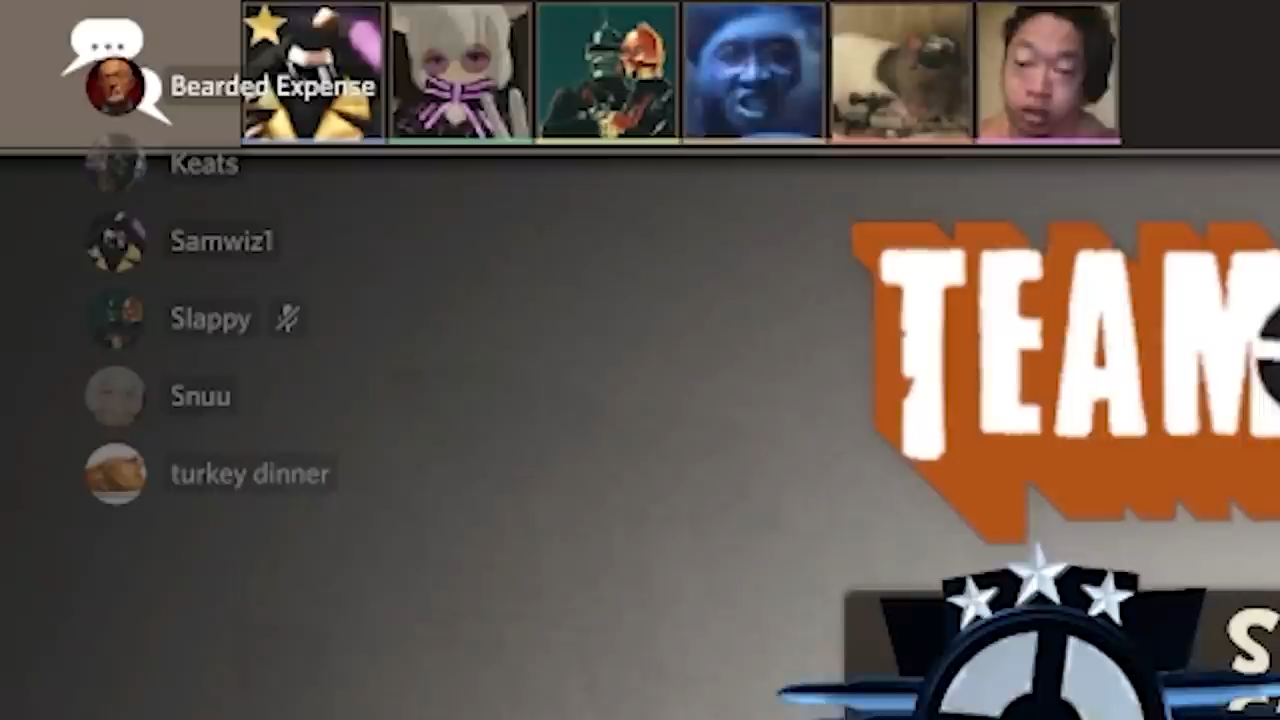 Bearded Expense
Keats
Samwiz1
Slappy
Snuu
turkey dinner
TEAM
S